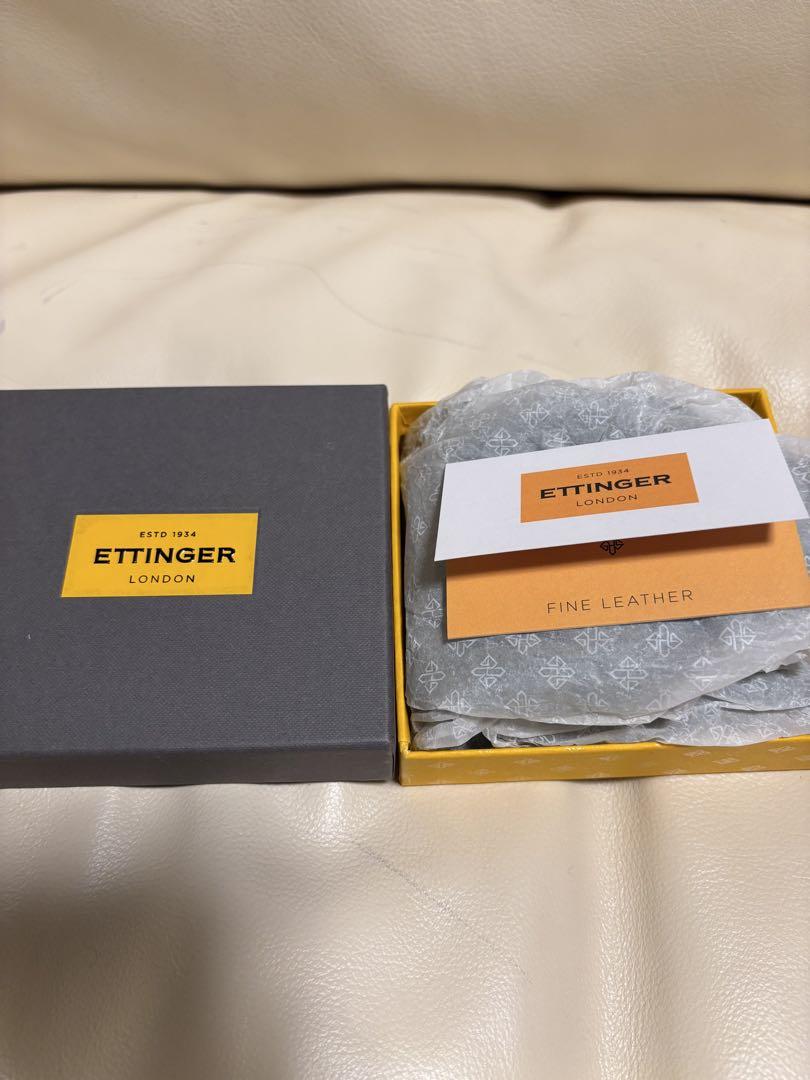 ESTD 1934
ETTINGER
LONDON
ESTD 1934
ETTINGER
LONDON
FINE LEATHER